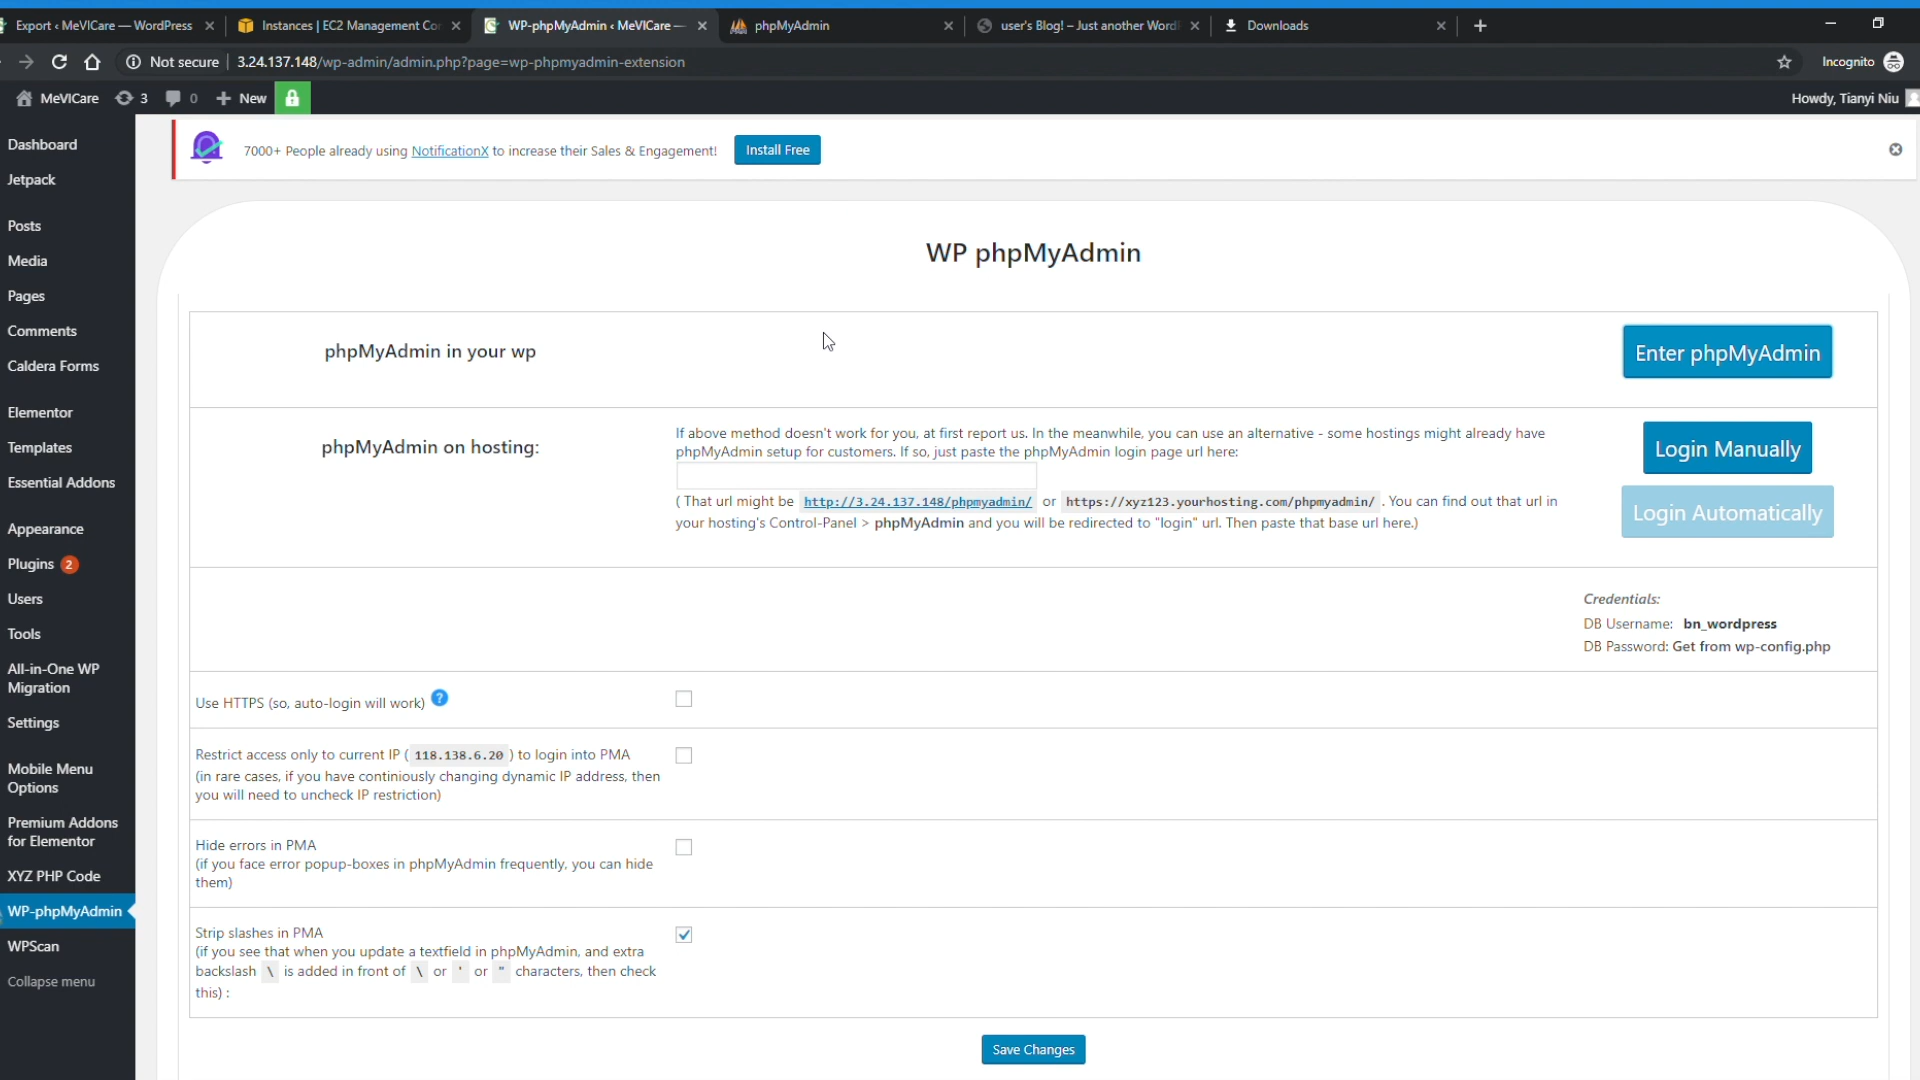 Export ‹ MeVICare — WordPress
Instances | EC2 Management Con
WP-phpMyAdmin ‹ MeVICare —
phpMyAdmin
user's Blog! – Just another Word
Downloads
Not secure
3.24.137.148/wp-admin/admin.php?page=wp-phpmyadmin-extension
Incognito
MeVICare
3
0
New
Howdy, Tianyi Niu
Dashboard
Jetpack
Posts
Media
Pages
Comments
Caldera Forms
Elementor
Templates
Essential Addons
Appearance
Plugins 2
Users
Tools
All-in-One WP
Migration
Settings
Mobile Menu
Options
Premium Addons
for Elementor
XYZ PHP Code
WP-phpMyAdmin
WPScan
Collapse menu
7000+ People already using NotificationX to increase their Sales & Engagement!
Install Free
WP phpMyAdmin
phpMyAdmin in your wp
Enter phpMyAdmin
phpMyAdmin on hosting:
If above method doesn't work for you, at first report us. In the meanwhile, you can use an alternative - some hostings might already have
phpMyAdmin setup for customers. If so, just paste the phpMyAdmin login page url here:
( That url might be http://3.24.137.148/phpmyadmin/ or https://xyz123.yourhosting.com/phpmyadmin/ . You can find out that url in
your hosting's Control-Panel > phpMyAdmin and you will be redirected to "login" url. Then paste that base url here.)
Login Manually
Login Automatically
Credentials:
DB Username: bn_wordpress
DB Password: Get from wp-config.php
Use HTTPS (so, auto-login will work) ?
Restrict access only to current IP ( 118.138.6.20 ) to login into PMA
(in rare cases, if you have continiously changing dynamic IP address, then
you will need to uncheck IP restriction)
Hide errors in PMA
(if you face error popup-boxes in phpMyAdmin frequently, you can hide
them)
Strip slashes in PMA
(if you see that when you update a textfield in phpMyAdmin, and extra
backslash \ is added in front of \ or ' or " characters, then check
this) :
Save Changes